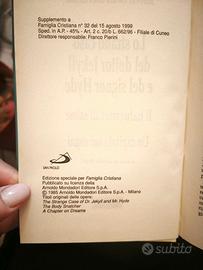 Supplemento a
Famiglia Cristiana n° 32 del 15 agosto 1999
Sped. in A.P. - 45% - Art. 2 c. 20/b L. 662/96 - Filiale di Cuneo
Direttore responsabile: Franco Pierini
SAN PAOLO
Edizione speciale per Famiglia Cristiana
Pubblicato su licenza della
Arnoldo Mondadori Editore S.p.A.
© 1985 Arnoldo Mondadori Editore S.p.A. - Milano
Titoli originali delle opere:
The Strange Case of Dr. Jekyll and Mr. Hyde
The Body Snatcher
A Chapter on Dreams
subito